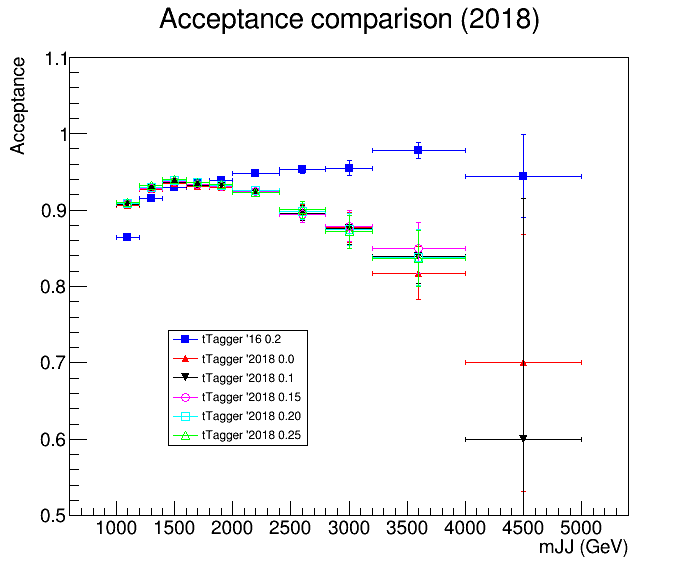 Acceptance comparison (2018)
Acceptance
1.1
1
0.9
0.8
0.7
0.6
0.5
tTagger '16 0.2
tTagger '2018 0.0
tTagger '2018 0.1
tTagger '2018 0.15
tTagger '2018 0.20
tTagger '2018 0.25
1000 1500 2000 2500 3000 3500 4000 4500 5000
mJJ (GeV)